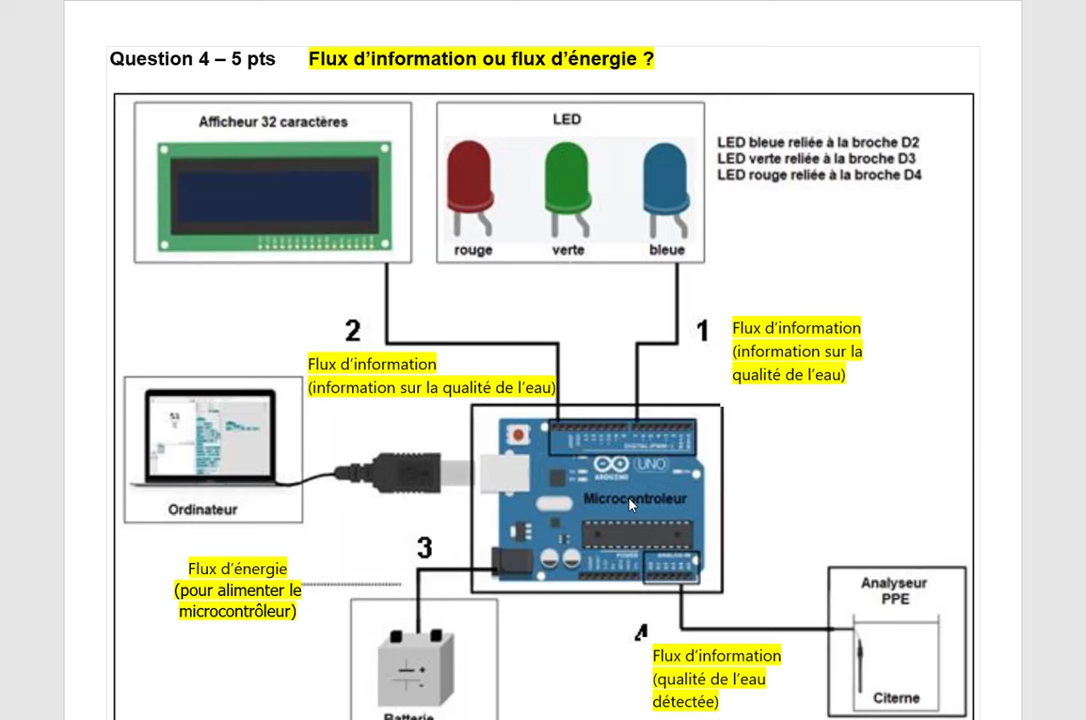 Question 4 – 5 pts Flux d’information ou flux d’énergie ?
Afficheur 32 caractères
LED
LED bleue reliée à la broche D2
LED verte reliée à la broche D3
LED rouge reliée à la broche D4
rouge verte bleue
2
1
Flux d’information
(information sur la
qualité de l’eau)
Flux d’information
(information sur la qualité de l’eau)
Ordinateur
ARDUINO UNO
Microcontroleur
POWER
3
Flux d’énergie
(pour alimenter le
microcontrôleur)
Analyseur
PPE
4
Flux d’information
(qualité de l’eau
détectée)
Citerne
Batterie